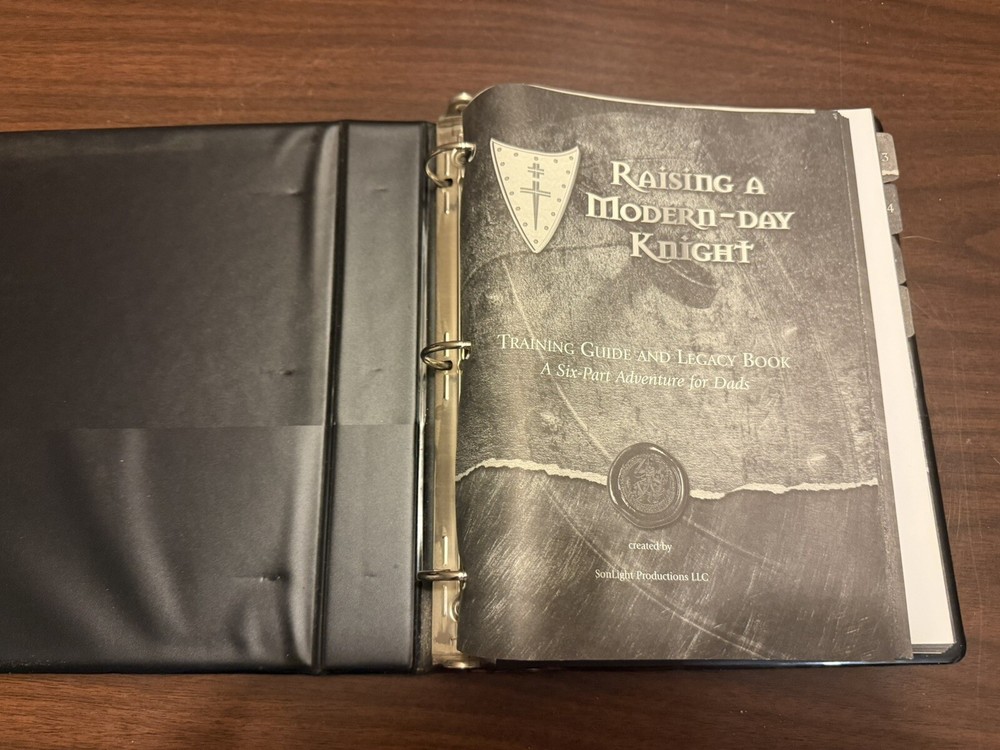 Raising a
Modern-day
Knight
Training Guide and Legacy Book
A Six-Part Adventure for Dads
created by
SonLight Productions LLC
3
4